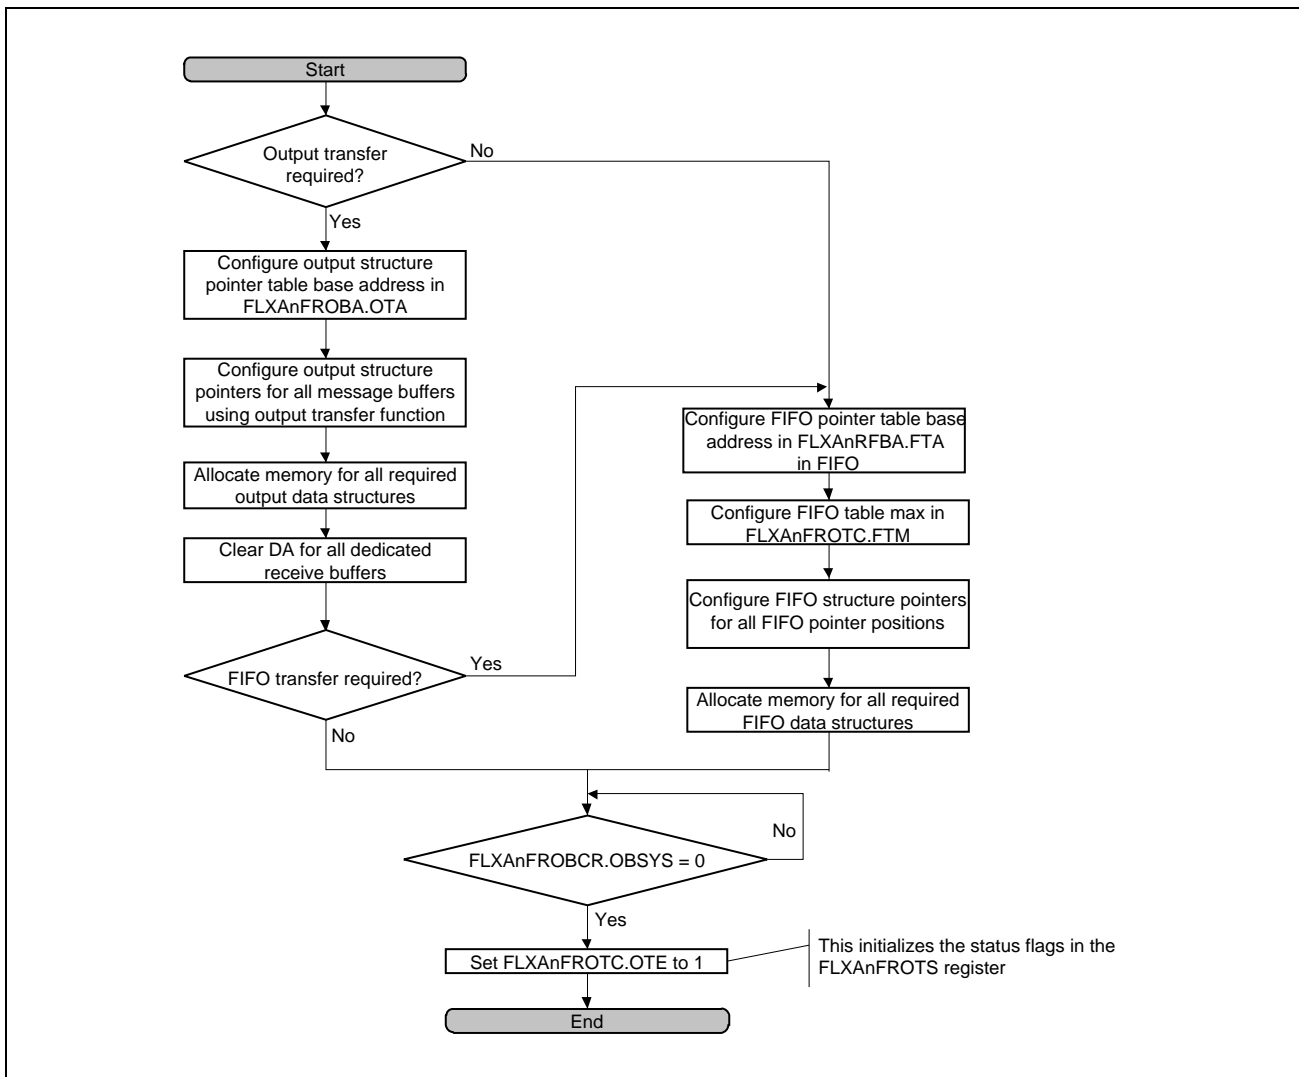 Start
Output transfer
required?
No
Yes
Configure output structure
pointer table base address in
FLXAnFROBA.OTA
Configure output structure
pointers for all message buffers
using output transfer function
Allocate memory for all required
output data structures
Clear DA for all dedicated
receive buffers
FIFO transfer required?
Yes
No
Configure FIFO pointer table base
address in FLXAnRFBA.FTA
in FIFO
Configure FIFO table max in
FLXAnFROTC.FTM
Configure FIFO structure pointers
for all FIFO pointer positions
Allocate memory for all required
FIFO data structures
FLXAnFROBCR.OBSYS = 0
No
Yes
Set FLXAnFROTC.OTE to 1
This initializes the status flags in the
FLXAnFROTS register
End